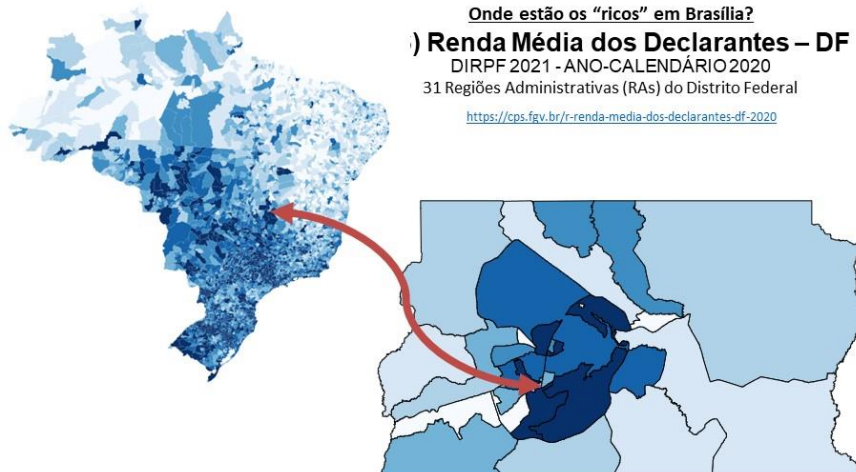 Onde estão os “ricos” em Brasília?
) Renda Média dos Declarantes – DF
DIRPF 2021 - ANO-CALENDÁRIO 2020
31 Regiões Administrativas (RAs) do Distrito Federal
https://cps.fgv.br/r-renda-media-dos-declarantes-df-2020